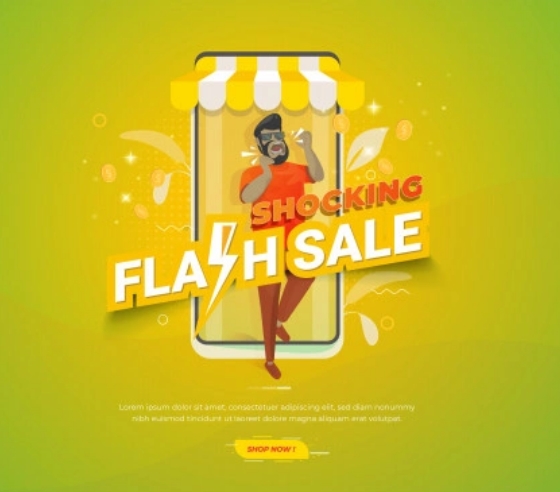 SHOCKING
FLASH SALE
Lorem ipsum dolor sit amet, consectetuer adipiscing elit, sed diam nonummy
nibh euismod tincidunt ut laoreet dolore magna aliquam erat volutpat.
SHOP NOW !